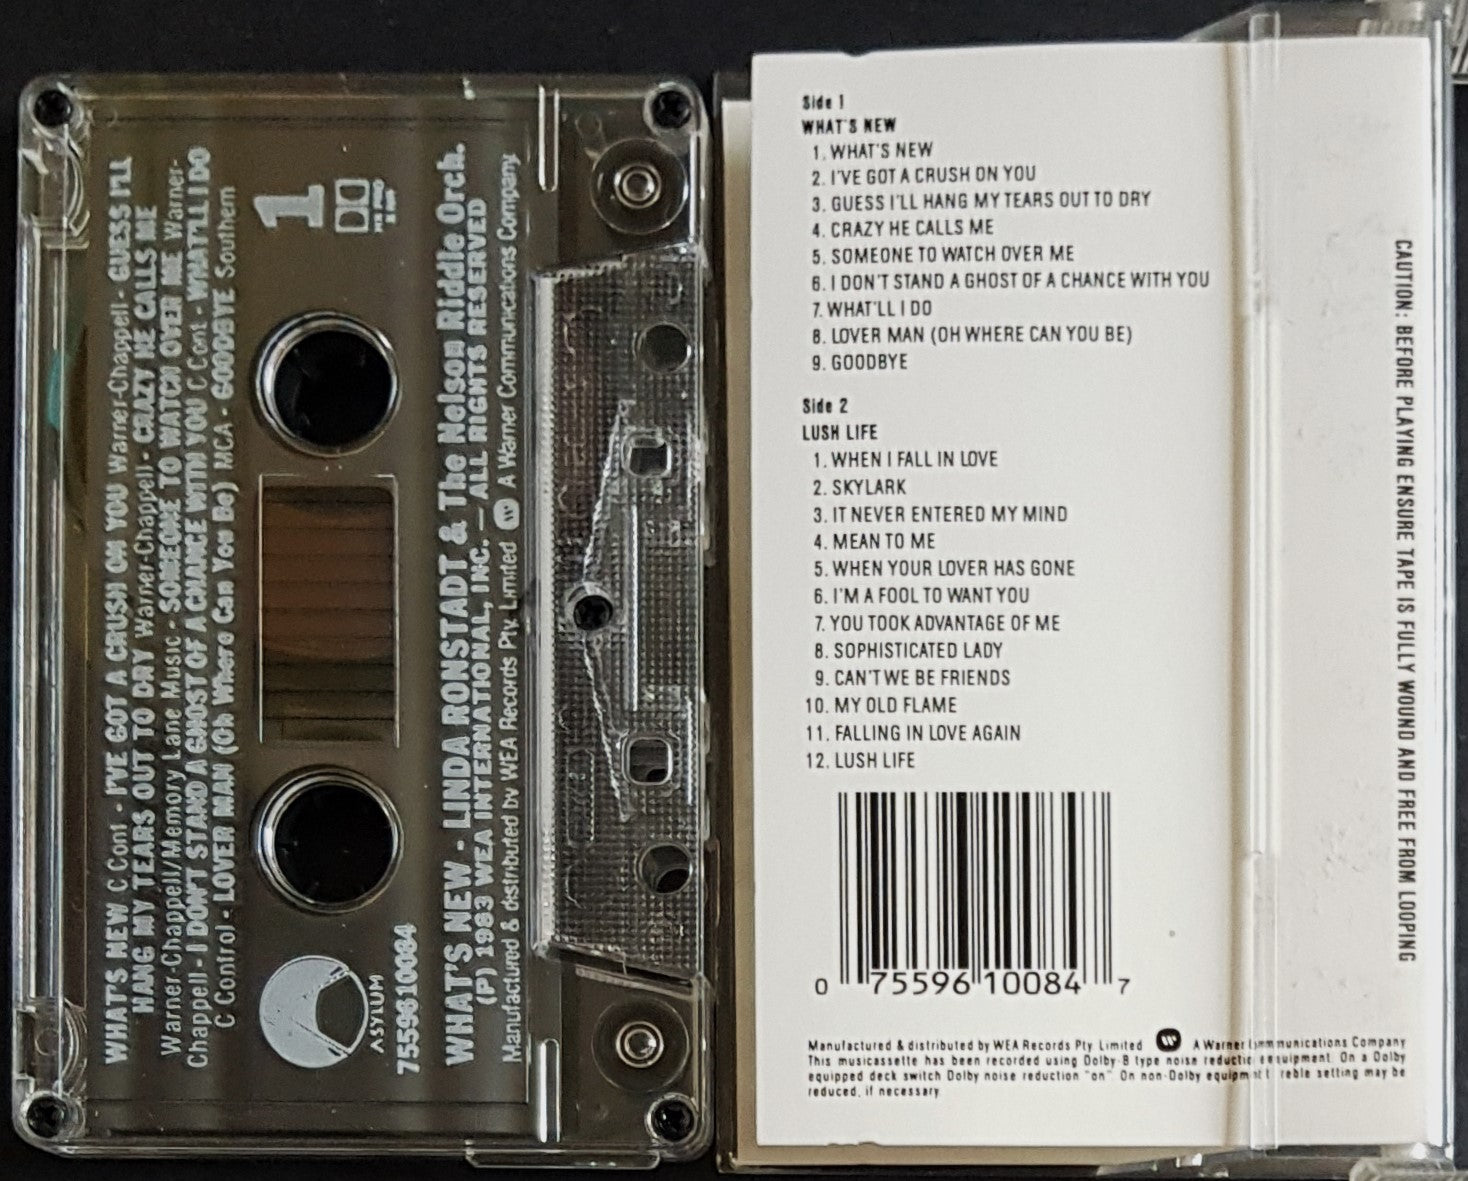 WHAT'S NEW C Cont · I'VE GOT A CRUSH ON YOU Warner-Chappell · GUESS I'LL
HANG MY TEARS OUT TO DRY Warner-Chappell · CRAZY HE CALLS ME
Warner-Chappell/Memory Lane Music · SOMEONE TO WATCH OVER ME Warner-
Chappell · I DON'T STAND A GHOST OF A CHANCE WITH YOU C Cont · WHAT'LL I DO
C Control · LOVER MAN (Oh Where Can You Be) MCA · GOODBYE Southern
1
ASYLUM
755961 0084
WHAT'S NEW · LINDA RONSTADT & The Nelson Riddle Orch.
(P) 1983 WEA INTERNATIONAL, INC. — ALL RIGHTS RESERVED
Manufactured & distributed by WEA Records Pty. Limited A Warner Communications Company
Side 1
WHAT'S NEW
1. WHAT'S NEW
2. I'VE GOT A CRUSH ON YOU
3. GUESS I'LL HANG MY TEARS OUT TO DRY
4. CRAZY HE CALLS ME
5. SOMEONE TO WATCH OVER ME
6. I DON'T STAND A GHOST OF A CHANCE WITH YOU
7. WHAT'LL I DO
8. LOVER MAN (OH WHERE CAN YOU BE)
9. GOODBYE
Side 2
LUSH LIFE
1. WHEN I FALL IN LOVE
2. SKYLARK
3. IT NEVER ENTERED MY MIND
4. MEAN TO ME
5. WHEN YOUR LOVER HAS GONE
6. I'M A FOOL TO WANT YOU
7. YOU TOOK ADVANTAGE OF ME
8. SOPHISTICATED LADY
9. CAN'T WE BE FRIENDS
10. MY OLD FLAME
11. FALLING IN LOVE AGAIN
12. LUSH LIFE
0 75596 10084 7
Manufactured & distributed by WEA Records Pty Limited A Warner Communications Company
This musicassette has been recorded using Dolby-B type noise reduction equipment. On a Dolby
equipped deck switch Dolby noise reduction "on". On non-Dolby equipment treble setting may be
reduced, if necessary
CAUTION: BEFORE PLAYING ENSURE TAPE IS FULLY WOUND AND FREE FROM LOOPING